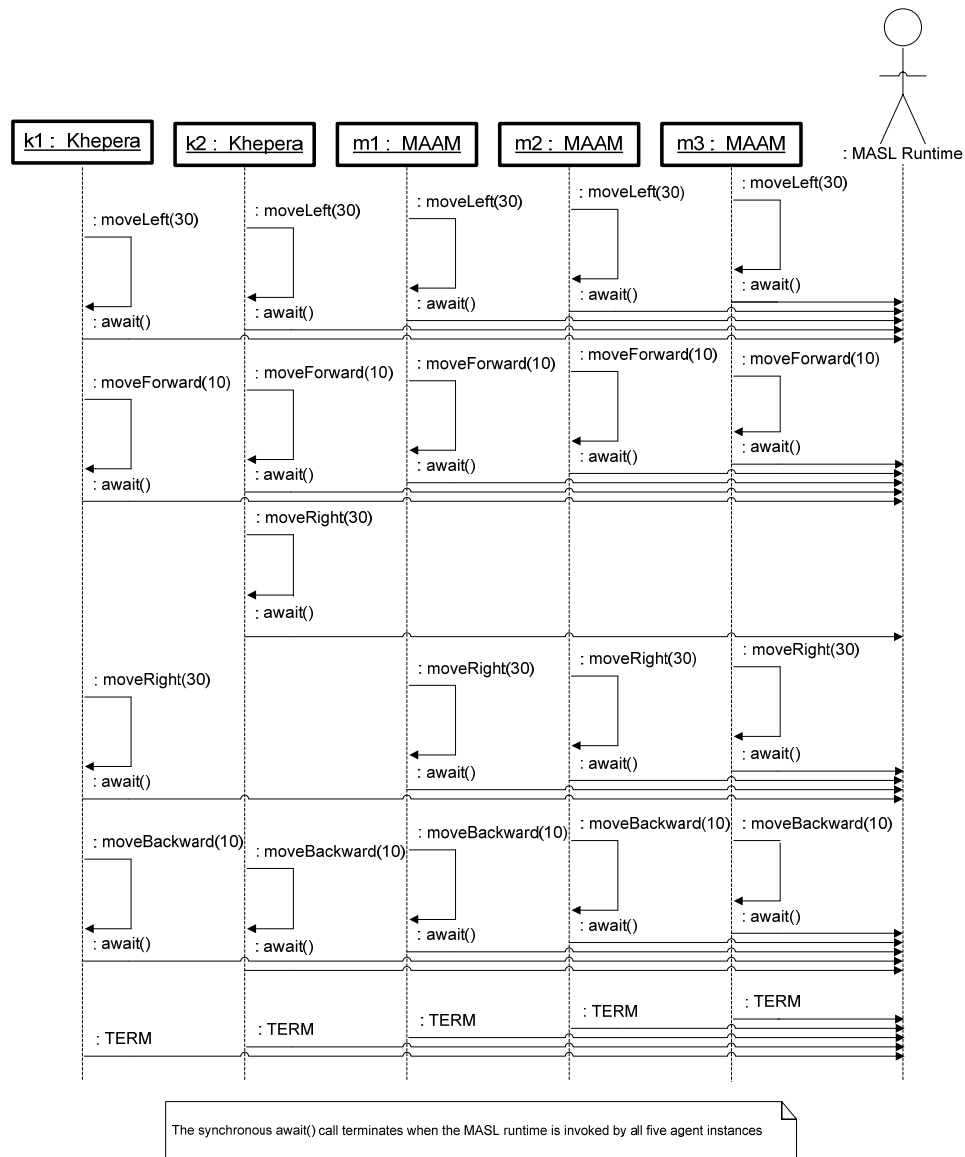 k1 : Khepera
k2 : Khepera
m1 : MAAM
m2 : MAAM
m3 : MAAM
: MASL Runtime
: moveLeft(30)
: moveLeft(30)
: moveLeft(30)
: moveLeft(30)
: moveLeft(30)
: await()
: await()
: await()
: await()
: await()
: moveForward(10)
: moveForward(10)
: moveForward(10)
: moveForward(10)
: moveForward(10)
: await()
: await()
: await()
: await()
: await()
: moveRight(30)
: await()
: moveRight(30)
: moveRight(30)
: moveRight(30)
: moveRight(30)
: await()
: await()
: await()
: await()
: moveBackward(10)
: moveBackward(10)
: moveBackward(10)
: moveBackward(10)
: moveBackward(10)
: await()
: await()
: await()
: await()
: await()
: TERM
: TERM
: TERM
: TERM
: TERM
The synchronous await() call terminates when the MASL runtime is invoked by all five agent instances